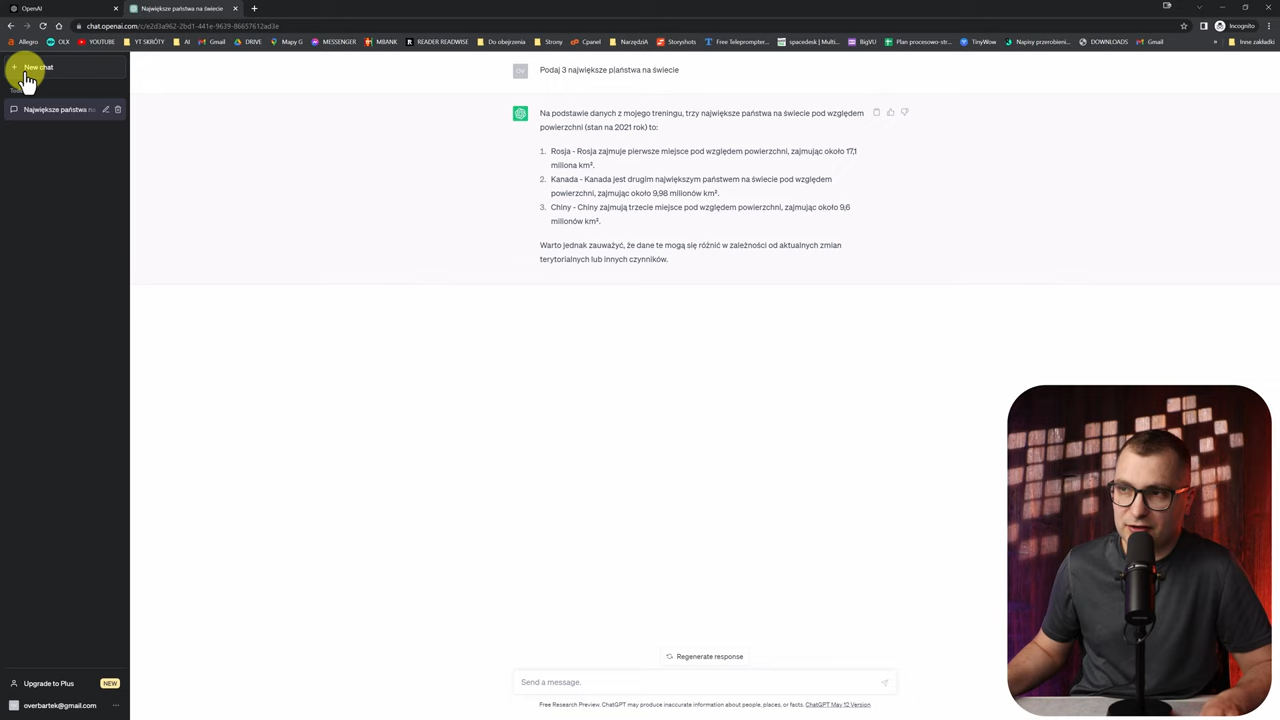 OpenAI
Największe państwa na świecie
Incognito
chat.openai.com/c/e2d3a962-2bd1-441e-9639-86657612ad3e
Allegro OLX YOUTUBE YT SKRÓTY AI Gmail DRIVE Mapy G MESSENGER MBANK READER READWISE Do obejrzenia Strony Cpanel NarzędziA Storyshots Free Teleprompter... spacedesk | Multi... BigVU Plan procesowo-str... TinyWow Napisy przerobieni... DOWNLOADS Gmail » Inne zakładki
+ New chat
Największe państwa na
Podaj 3 największe plaństwa na świecie
Na podstawie danych z mojego treningu, trzy największe państwa na świecie pod względem
powierzchni (stan na 2021 rok) to:
1. Rosja - Rosja zajmuje pierwsze miejsce pod względem powierzchni, zajmując około 17,1
miliona km².
2. Kanada - Kanada jest drugim największym państwem na świecie pod względem
powierzchni, zajmując około 9,98 milionów km².
3. Chiny - Chiny zajmują trzecie miejsce pod względem powierzchni, zajmując około 9,6
milionów km².
Warto jednak zauważyć, że dane te mogą się różnić w zależności od aktualnych zmian
terytorialnych lub innych czynników.
Regenerate response
Send a message.
Free Research Preview. ChatGPT may produce inaccurate information about people, places, or facts. ChatGPT May 12 Version
Upgrade to Plus NEW
overbartek@gmail.com